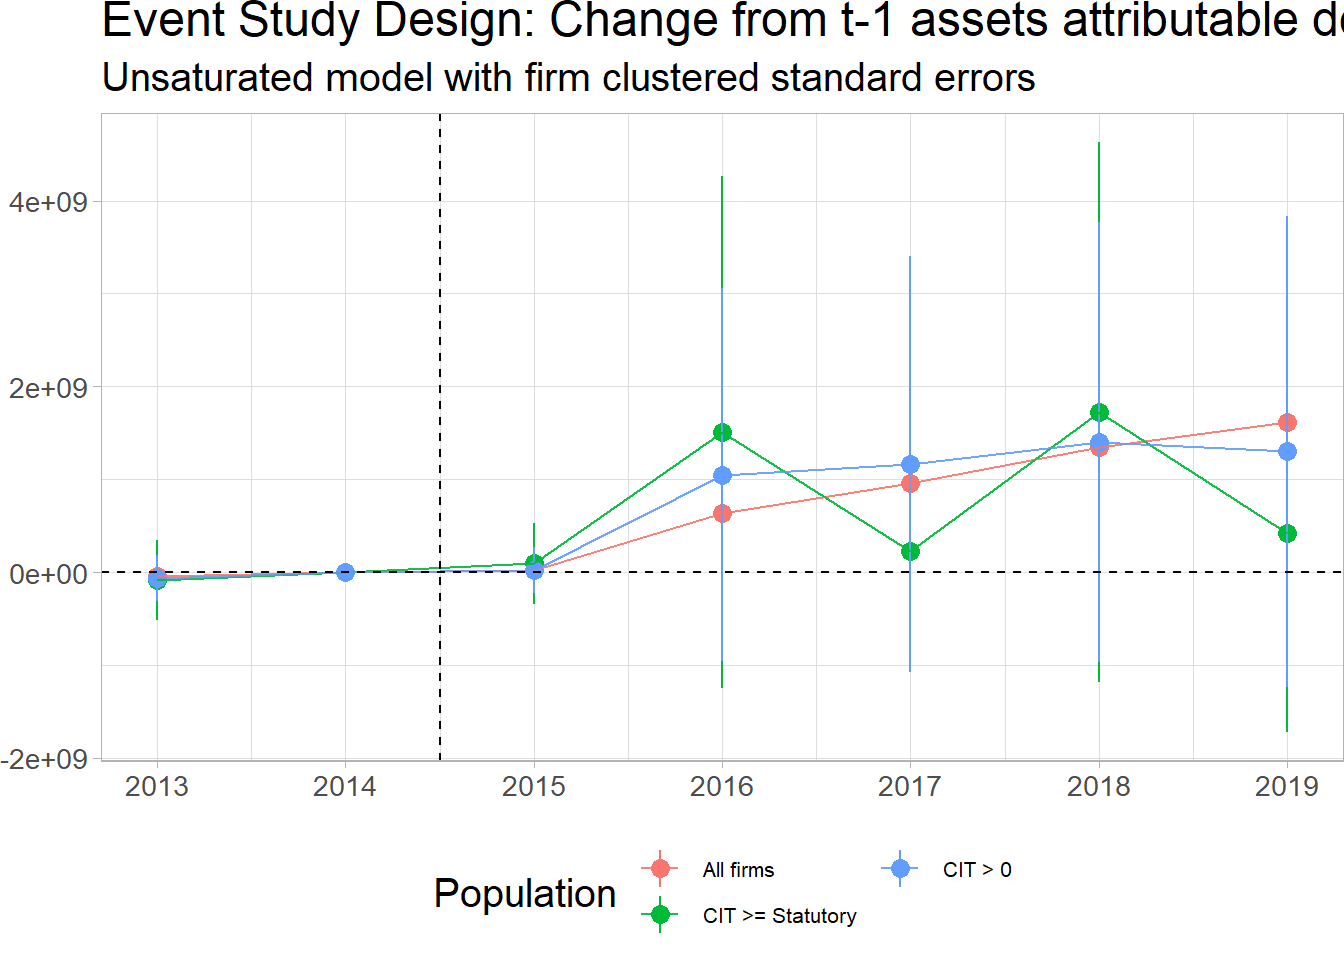 Event Study Design: Change from t-1 assets attributable
Unsaturated model with firm clustered standard errors
4e+09
2e+09
0e+00
-2e+09
2013 2014 2015 2016 2017 2018 2019
Population
All firms
CIT > 0
CIT >= Statutory